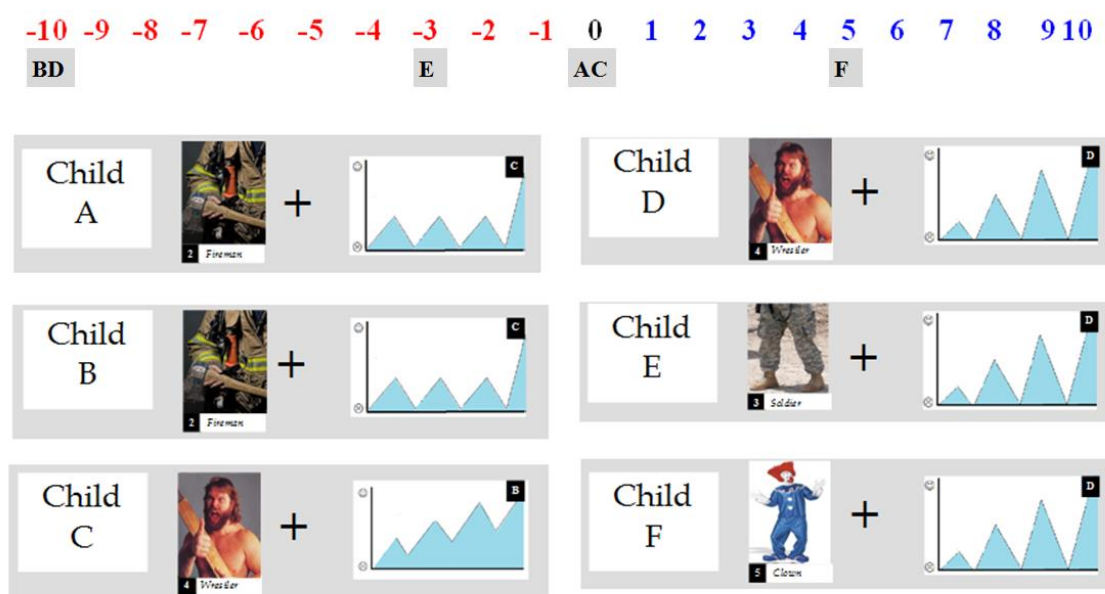 -10 -9 -8 -7 -6 -5 -4 -3 -2 -1 0 1 2 3 4 5 6 7 8 9 10
BD E AC F
Child
A
2 Fireman
+
C
Child
B
2 Fireman
+
C
Child
C
4 Wrestler
+
B
Child
D
4 Wrestler
+
D
Child
E
3 Soldier
+
D
Child
F
5 Clown
+
D